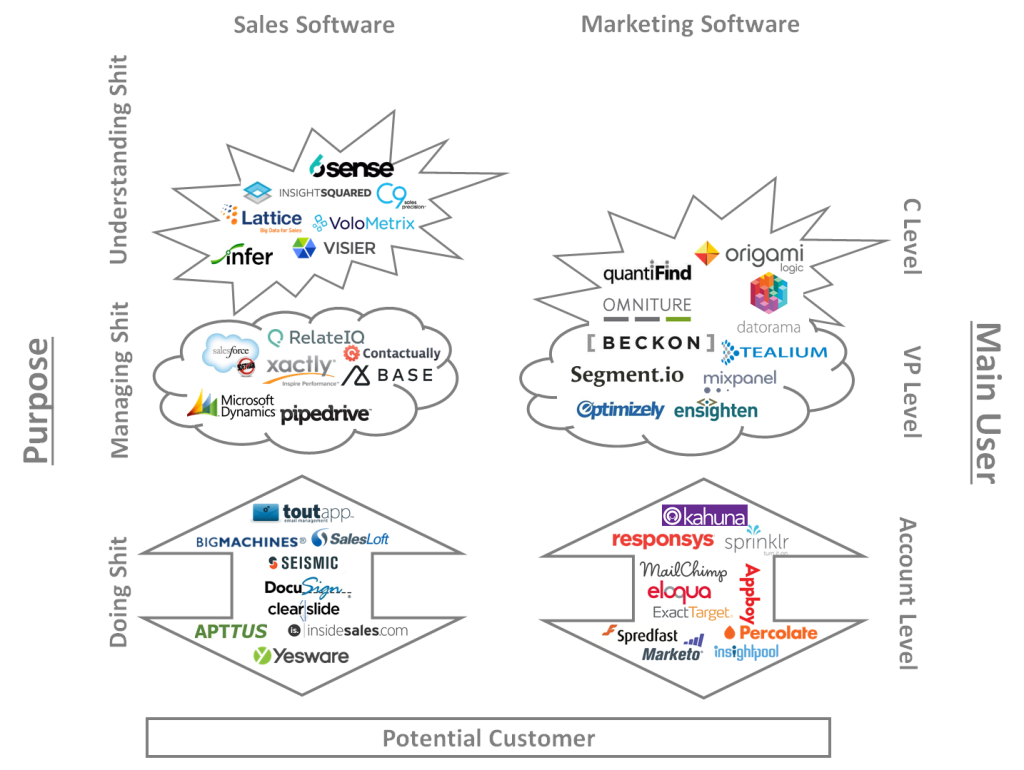 Sales Software
Marketing Software
Understanding Shit
Managing Shit
Doing Shit
Purpose
C Level
VP Level
Account Level
Main User
6sense
INSIGHTSQUARED
C9 sales precision
Lattice
Big Data for Sales
VoloMetrix
infer
VISIER
RelateIQ
salesforce
Contactually
xactly
Inspire Performance™
BASE
Microsoft
Dynamics
pipedrive
origami
logic
quantiFind
OMNITURE
datorama
[BECKON]
TEALIUM
Segment.io
mixpanel
Optimizely
ensighten
toutapp
email management
BIGMACHINES®
SalesLoft
SEISMIC
DocuSign
clearslide
APTTUS
is. insidesales.com
Yesware
kahuna
responsys
sprinklr
MailChimp
Appboy
eloqua
ExactTarget
Spredfast
Percolate
Marketo
insightpool
Potential Customer